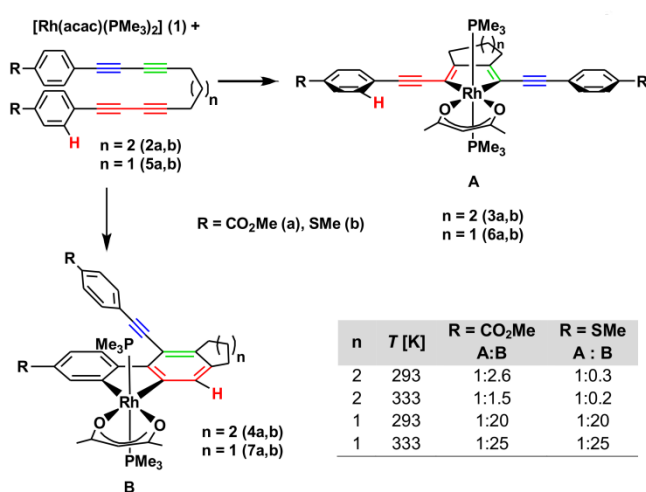 [Rh(acac)(PMe₃)₂] (1) +
R
R
H
( )n
n = 2 (2a,b)
n = 1 (5a,b)
PMe₃
( )n
R
R
H
Rh
O
O
PMe₃
A
n = 2 (3a,b)
n = 1 (6a,b)
R = CO₂Me (a), SMe (b)
R
Me₃P
( )n
R
H
Rh
O
O
PMe₃
B
n = 2 (4a,b)
n = 1 (7a,b)
n T [K] R = CO₂Me A:B R = SMe A : B
2 293 1:2.6 1:0.3
2 333 1:1.5 1:0.2
1 293 1:20 1:20
1 333 1:25 1:25